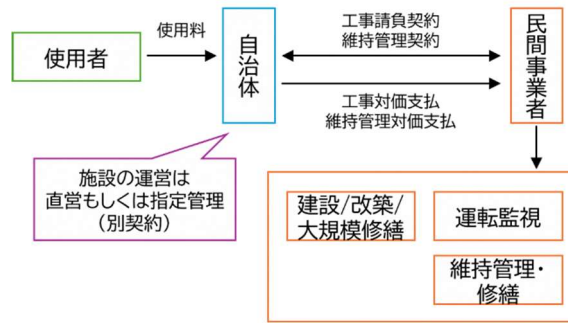 使用者
使用料
自治体
工事請負契約
維持管理契約
工事対価支払
維持管理対価支払
民間事業者
施設の運営は
直営もしくは指定管理
（別契約）
建設/改築/
大規模修繕
運転監視
維持管理・
修繕